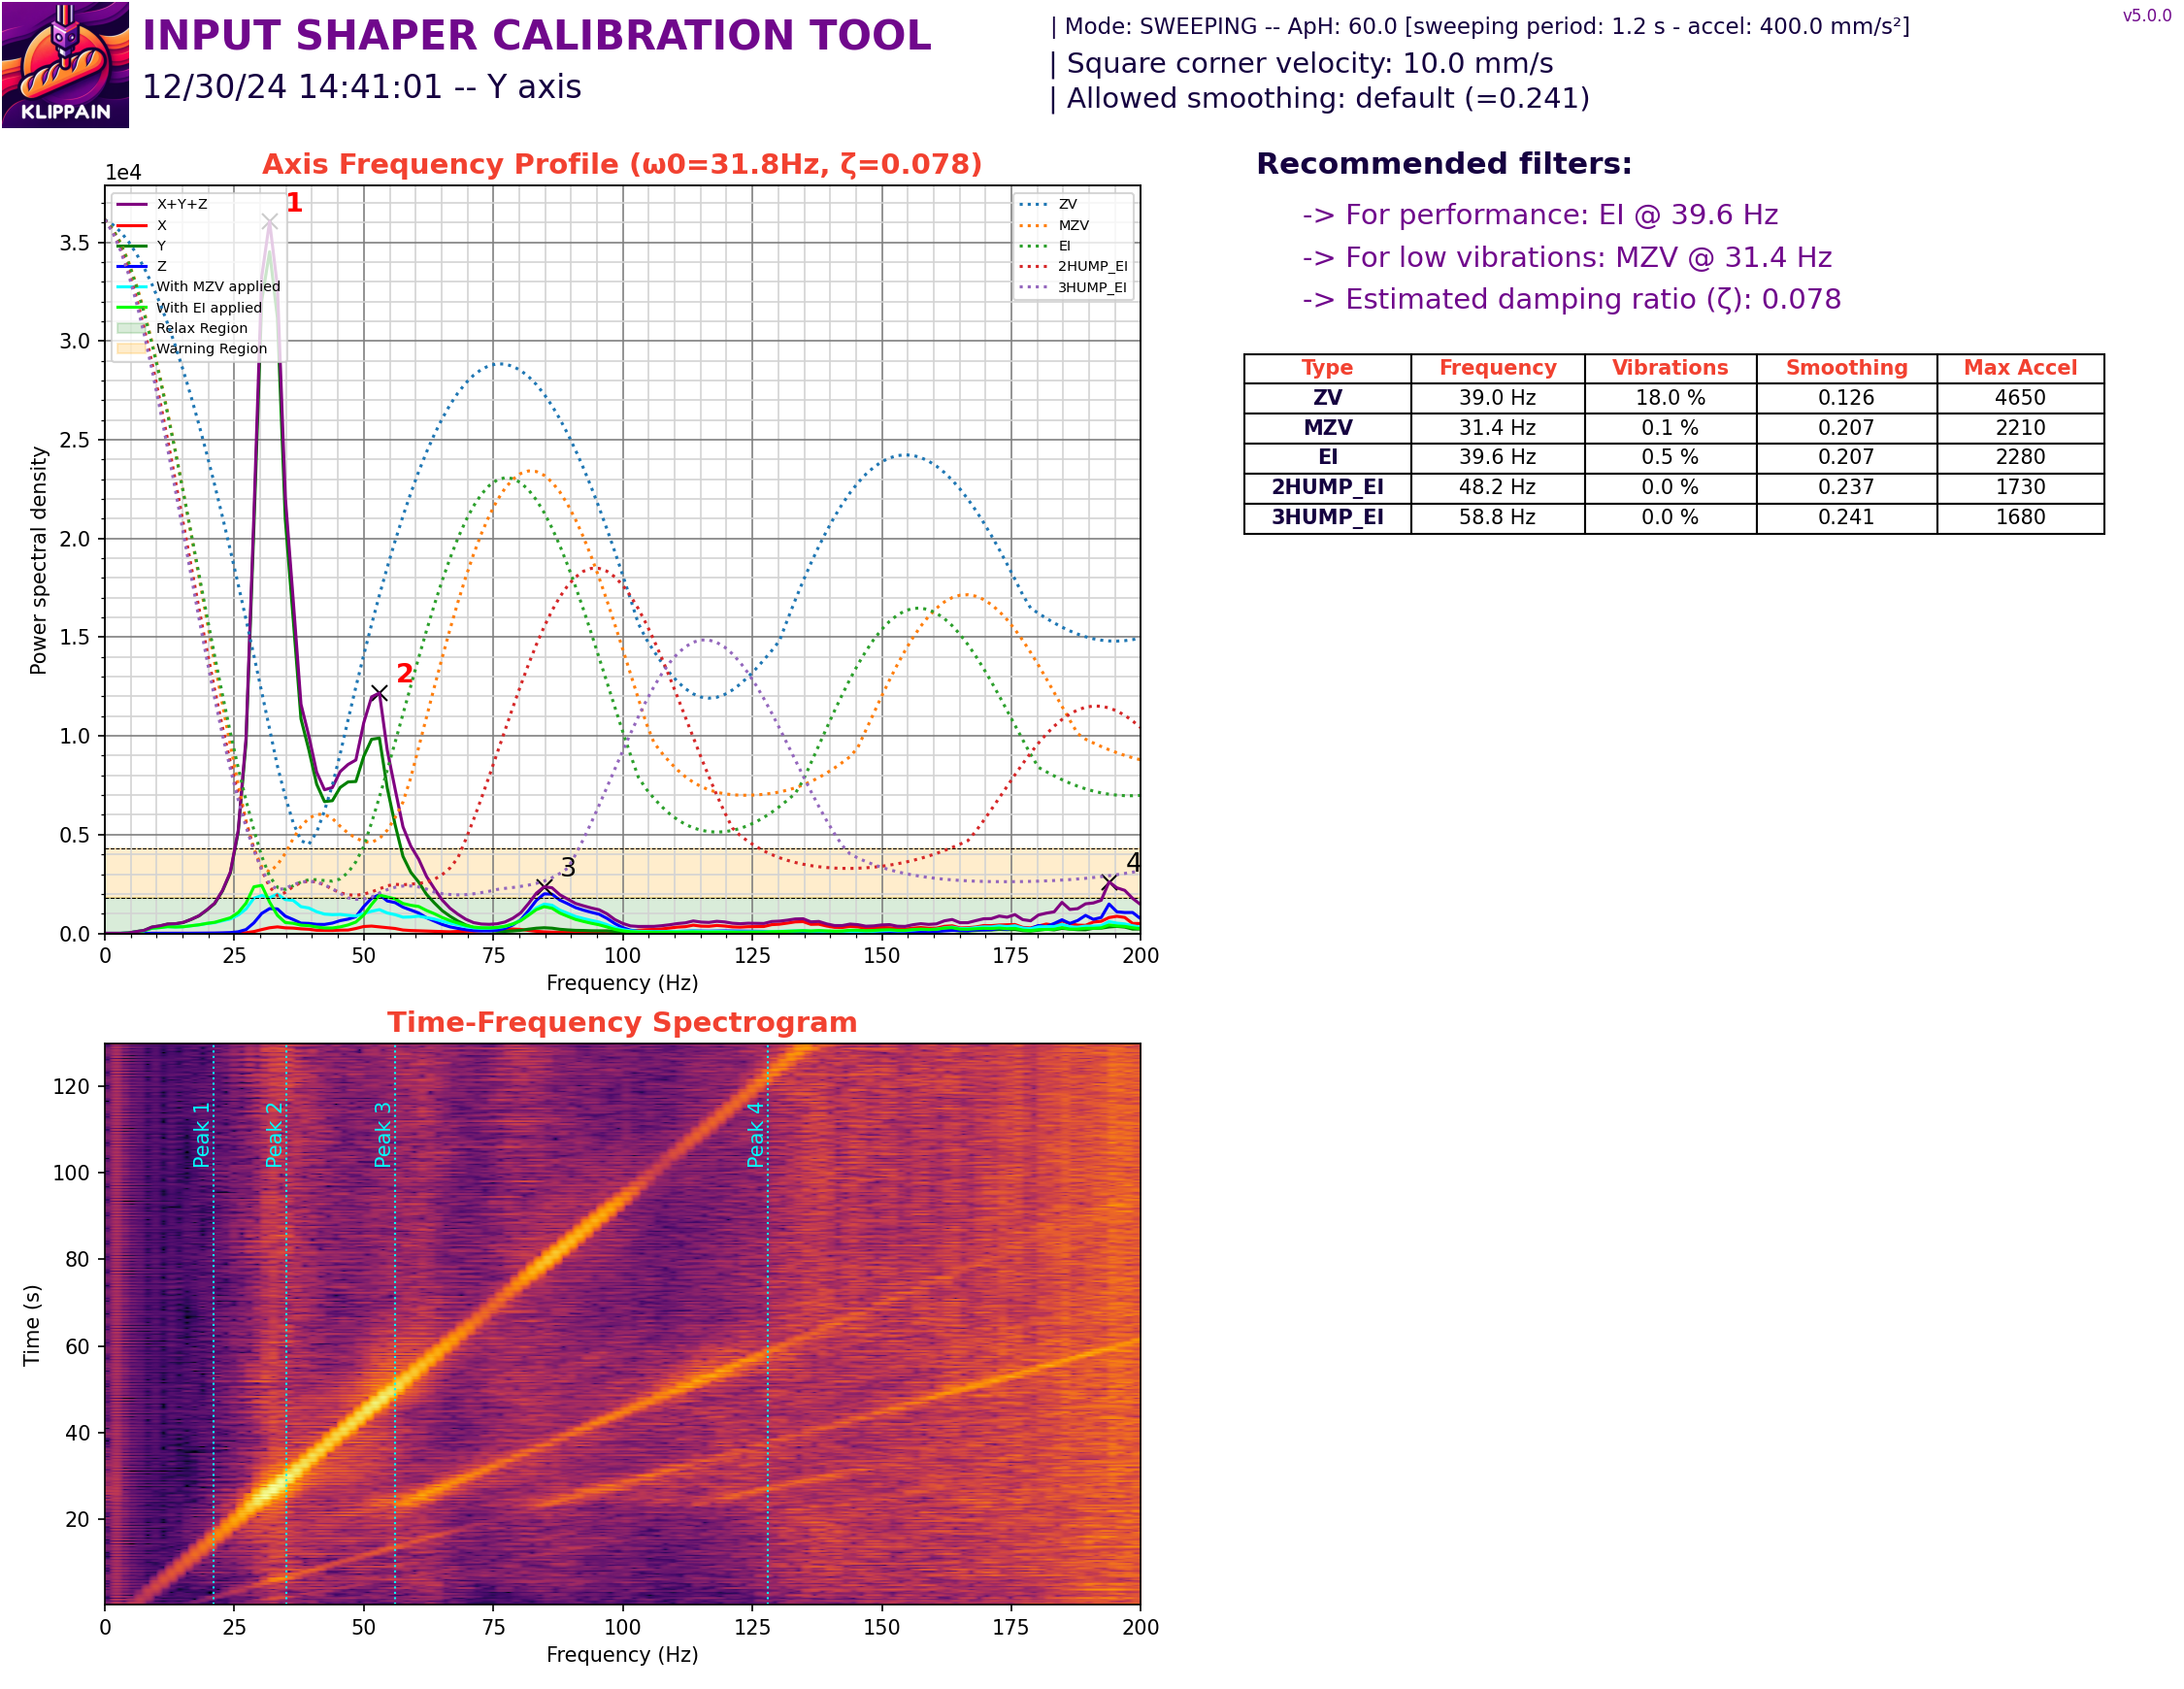 KLIPPAIN
INPUT SHAPER CALIBRATION TOOL
12/30/24 14:41:01 -- Y axis
| Mode: SWEEPING -- ApH: 60.0 [sweeping period: 1.2 s - accel: 400.0 mm/s²]
| Square corner velocity: 10.0 mm/s
| Allowed smoothing: default (=0.241)
v5.0.0
Axis Frequency Profile (ω0=31.8Hz, ζ=0.078)
1e4
X+Y+Z
X
Y
Z
With MZV applied
With EI applied
Relax Region
Warning Region
ZV
MZV
EI
2HUMP_EI
3HUMP_EI
1
2
3
4
3.5
3.0
2.5
2.0
1.5
1.0
0.5
0.0
Power spectral density
0 25 50 75 100 125 150 175 200
Frequency (Hz)
Recommended filters:
-> For performance: EI @ 39.6 Hz
-> For low vibrations: MZV @ 31.4 Hz
-> Estimated damping ratio (ζ): 0.078
Type Frequency Vibrations Smoothing Max Accel
ZV 39.0 Hz 18.0 % 0.126 4650
MZV 31.4 Hz 0.1 % 0.207 2210
EI 39.6 Hz 0.5 % 0.207 2280
2HUMP_EI 48.2 Hz 0.0 % 0.237 1730
3HUMP_EI 58.8 Hz 0.0 % 0.241 1680
Time-Frequency Spectrogram
Peak 1
Peak 2
Peak 3
Peak 4
120
100
80
60
40
20
Time (s)
0 25 50 75 100 125 150 175 200
Frequency (Hz)